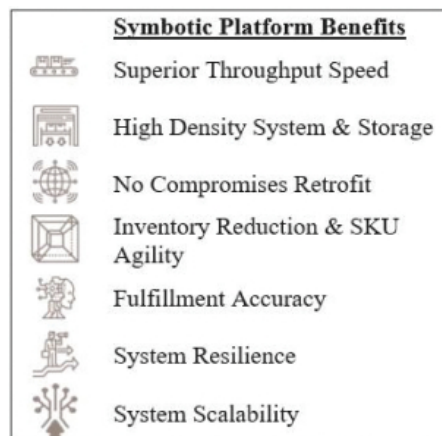 Symbotic Platform Benefits
Superior Throughput Speed
High Density System & Storage
No Compromises Retrofit
Inventory Reduction & SKU
Agility
Fulfillment Accuracy
System Resilience
System Scalability